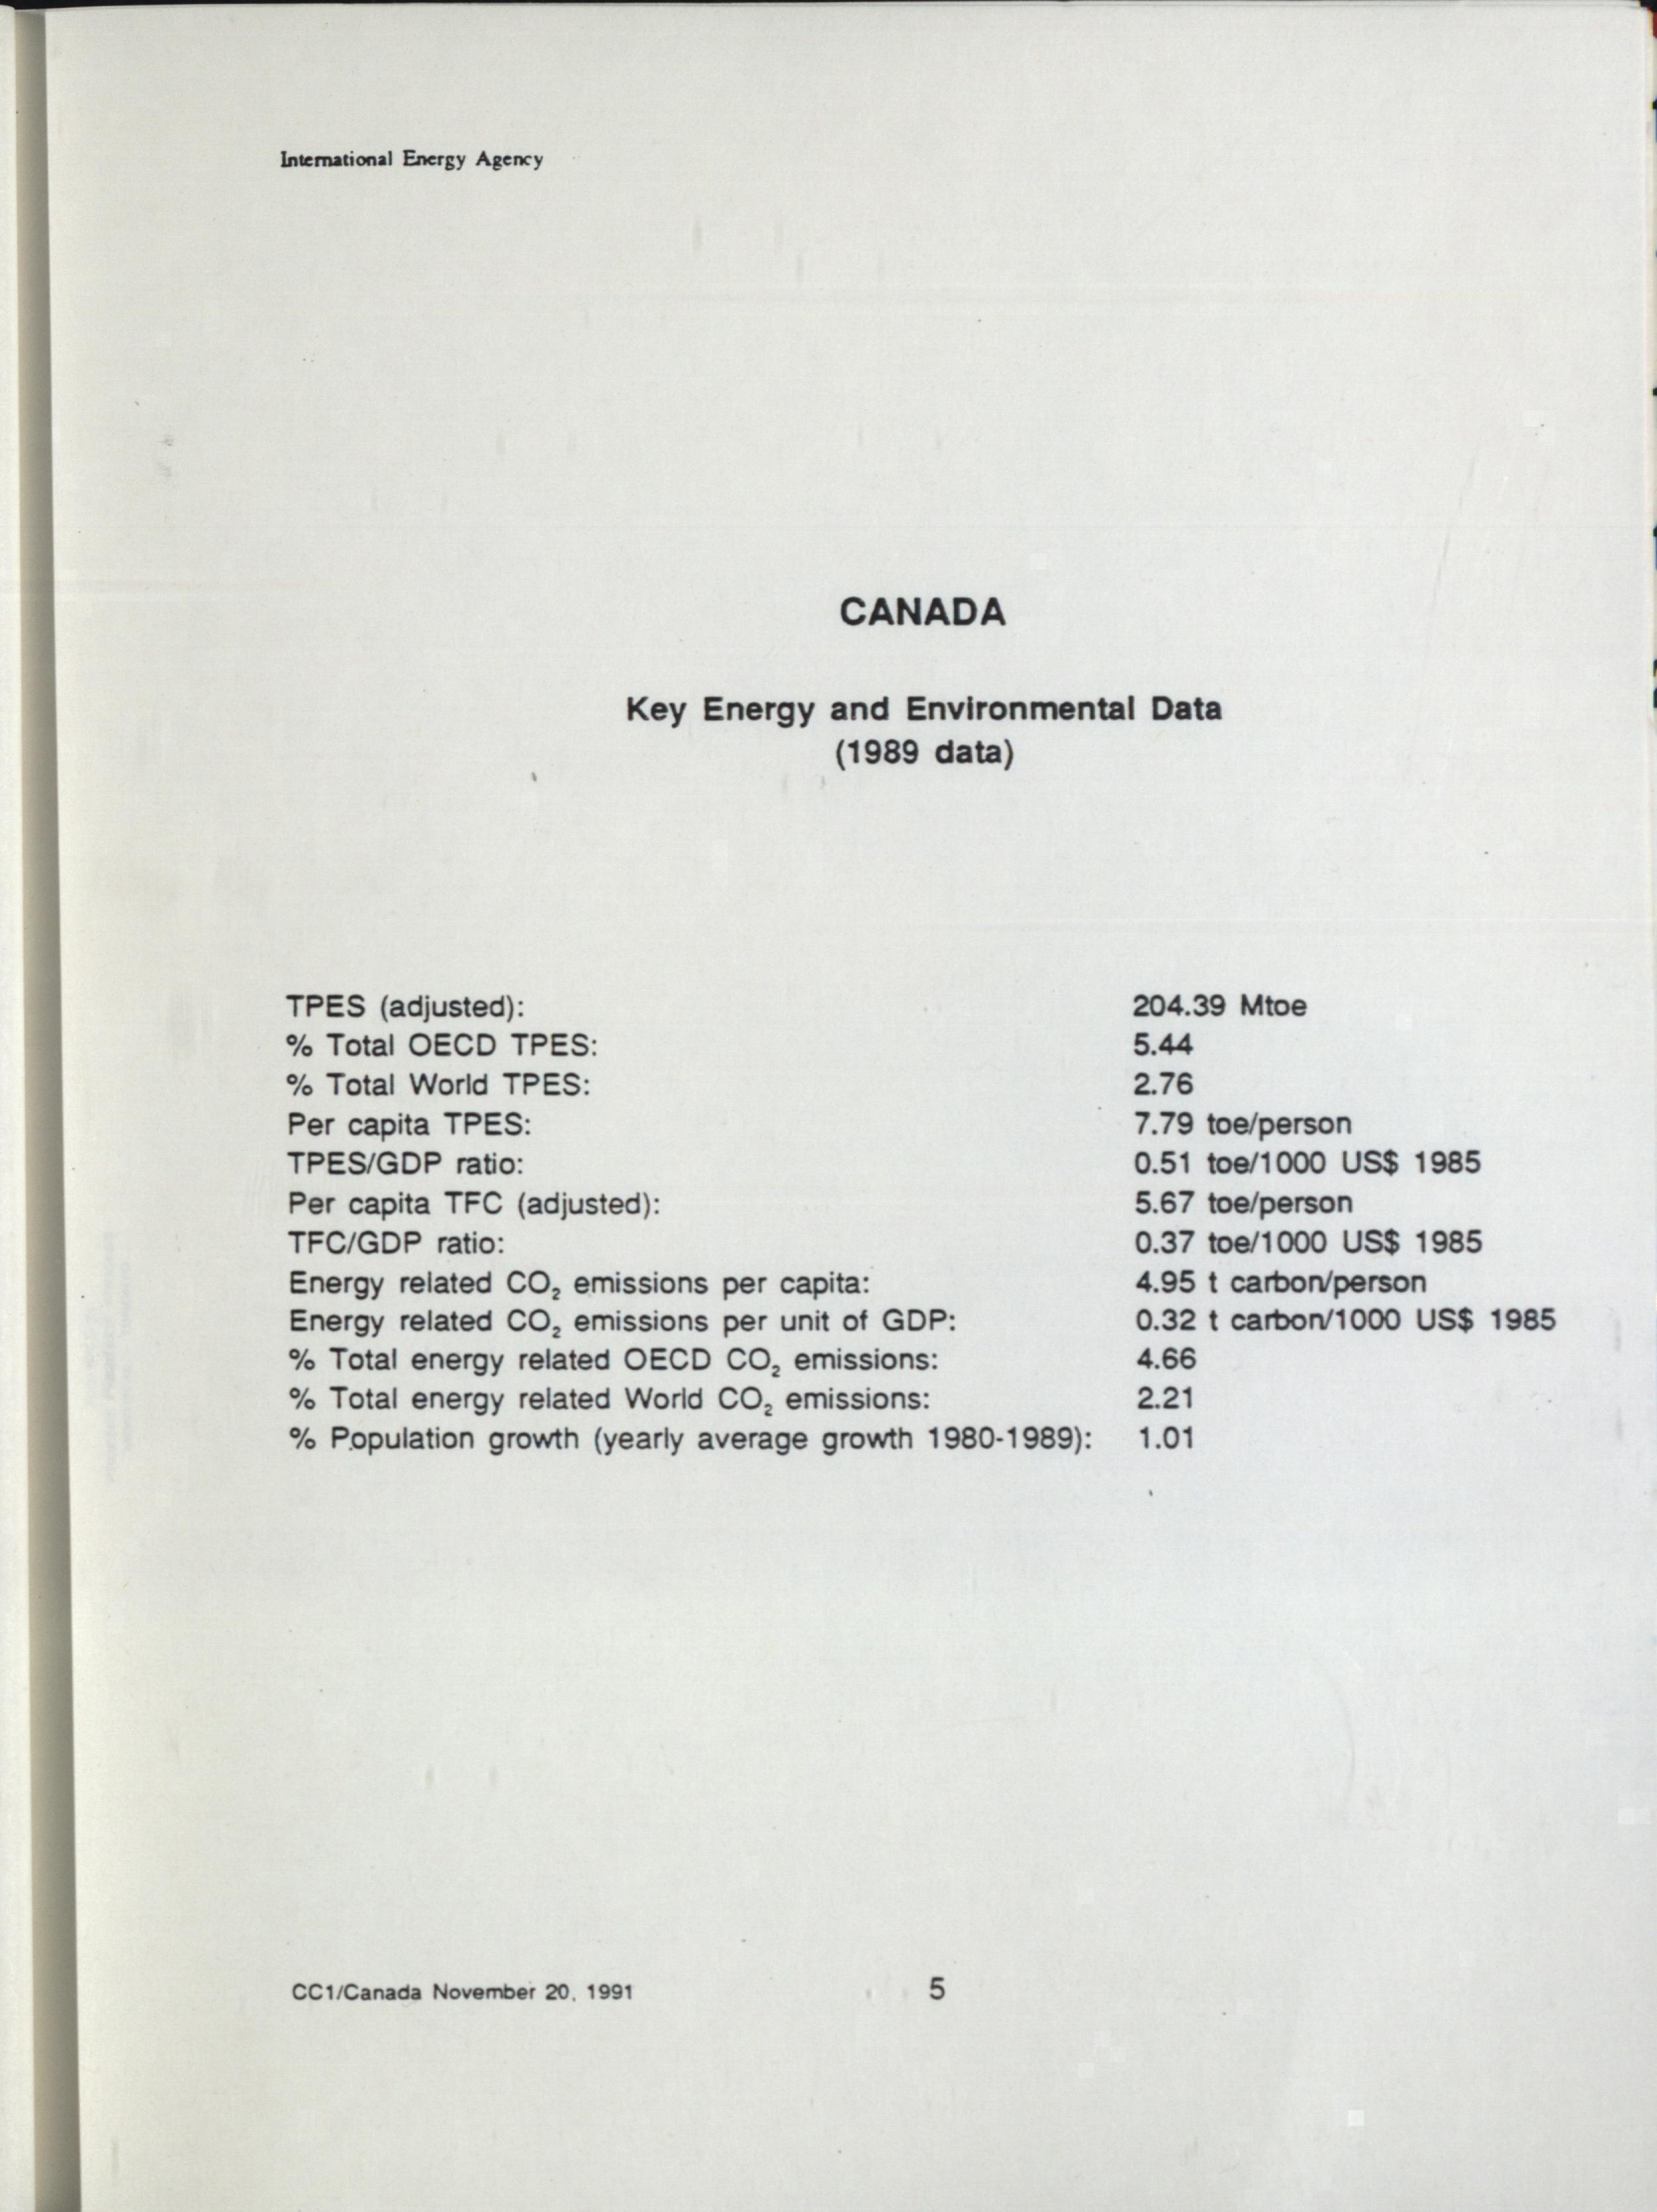 International Energy Agency
CANADA
Key Energy and Environmental Data
(1989 data)
TPES (adjusted): 204.39 Mtoe
% Total OECD TPES: 5.44
% Total World TPES: 2.76
Per capita TPES: 7.79 toe/person
TPES/GDP ratio: 0.51 toe/1000 US$ 1985
Per capita TFC (adjusted): 5.67 toe/person
TFC/GDP ratio: 0.37 toe/1000 US$ 1985
Energy related CO₂ emissions per capita: 4.95 t carbon/person
Energy related CO₂ emissions per unit of GDP: 0.32 t carbon/1000 US$ 1985
% Total energy related OECD CO₂ emissions: 4.66
% Total energy related World CO₂ emissions: 2.21
% Population growth (yearly average growth 1980-1989): 1.01
CC1/Canada November 20, 1991 5